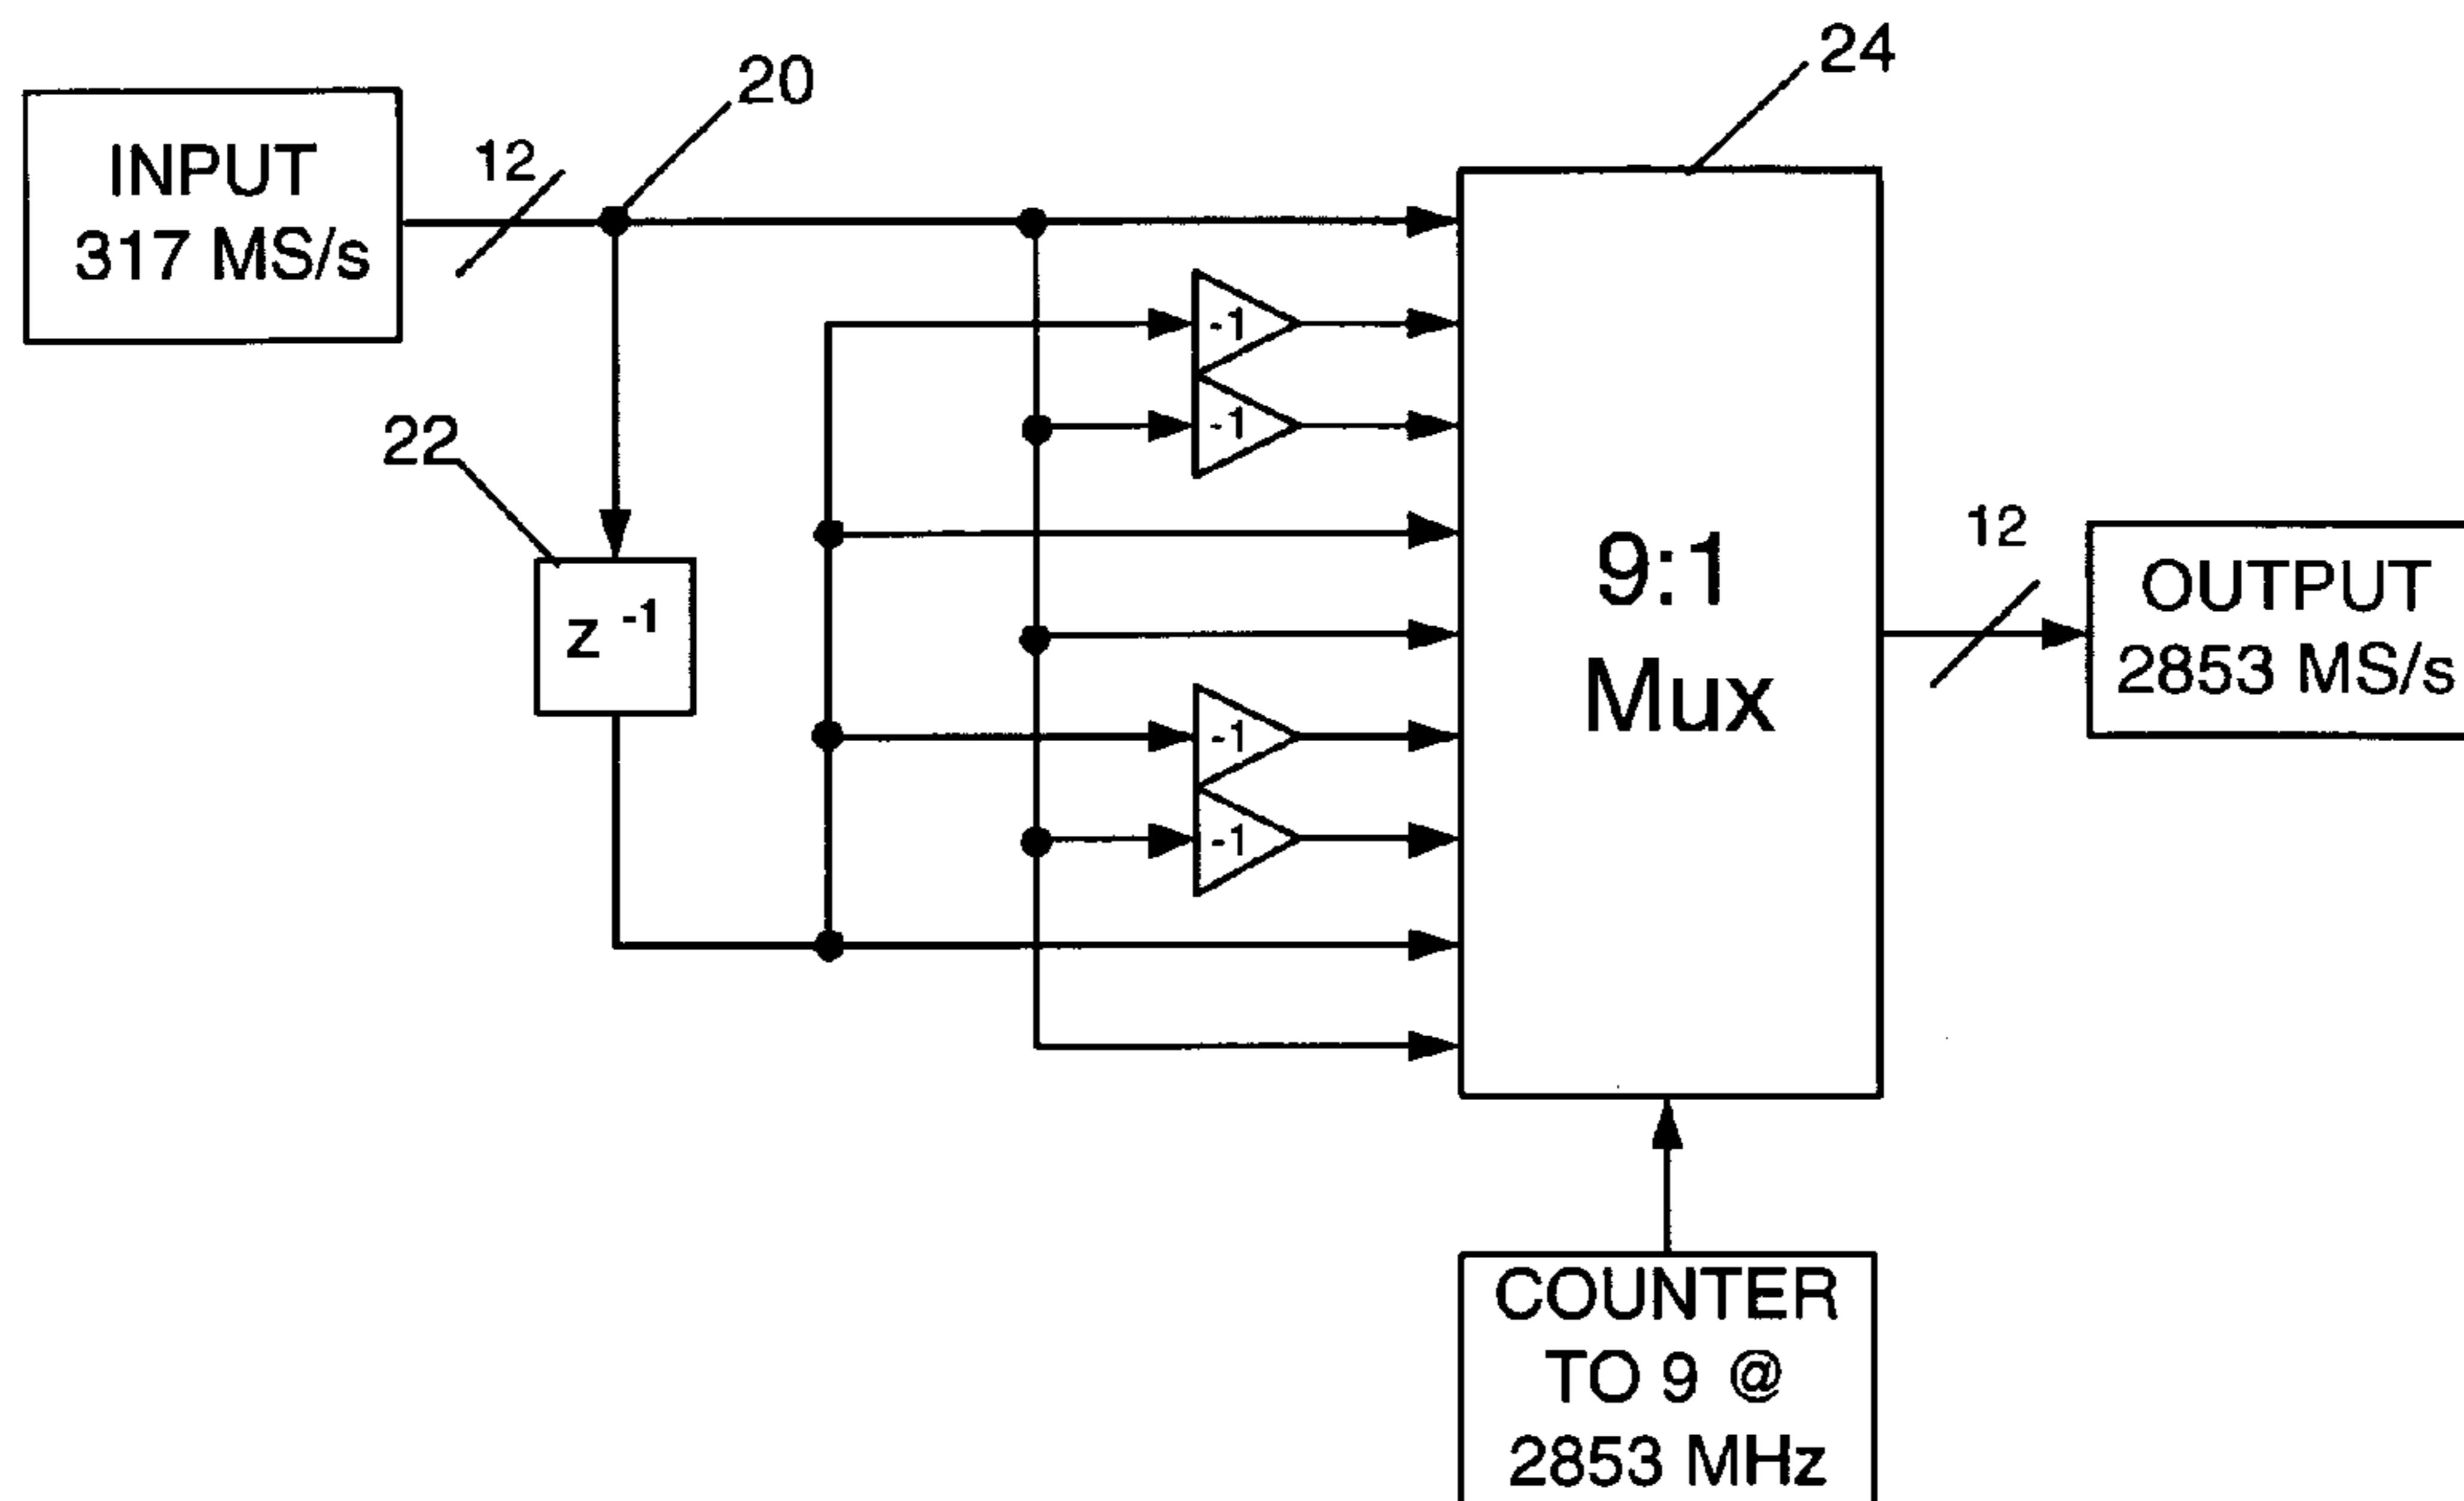 24
20
INPUT
317 MS/s
12
-1
-1
22
z -1
9:1
Mux
12
OUTPUT
2853 MS/s
-1
-1
COUNTER
TO 9 @
2853 MHz